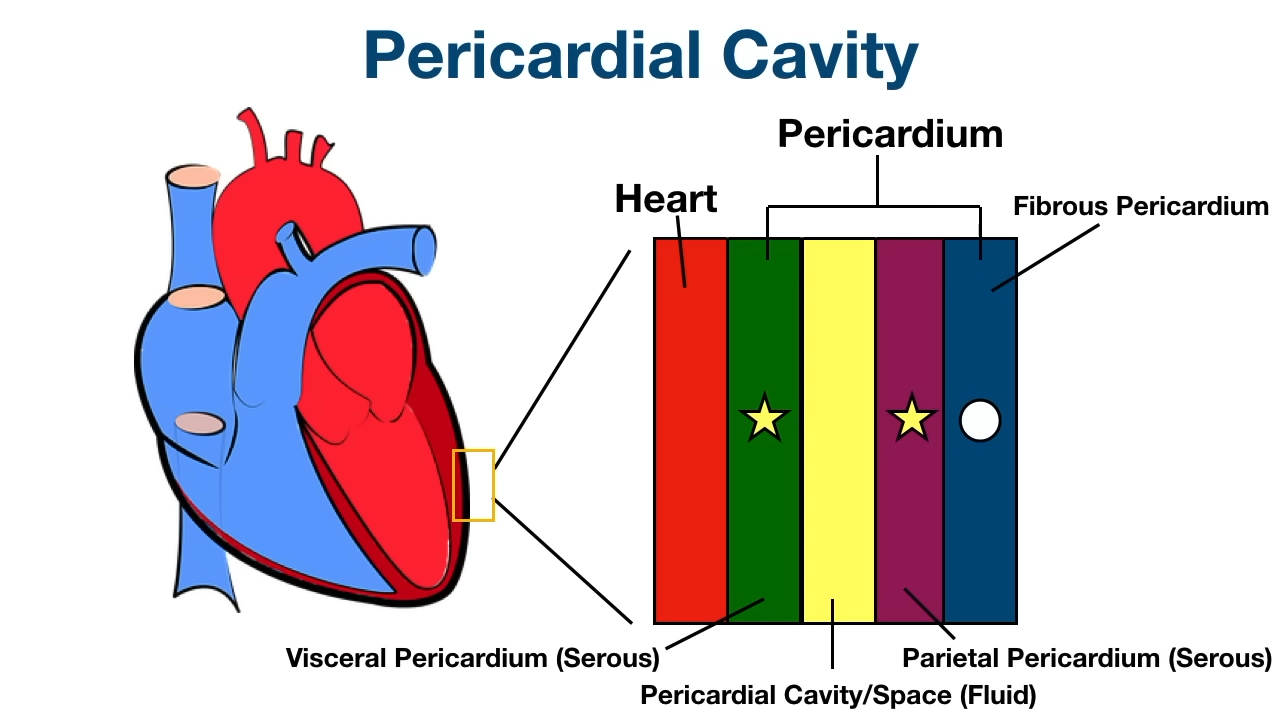 Pericardial Cavity
Pericardium
Heart
Fibrous Pericardium
Visceral Pericardium (Serous)
Parietal Pericardium (Serous)
Pericardial Cavity/Space (Fluid)